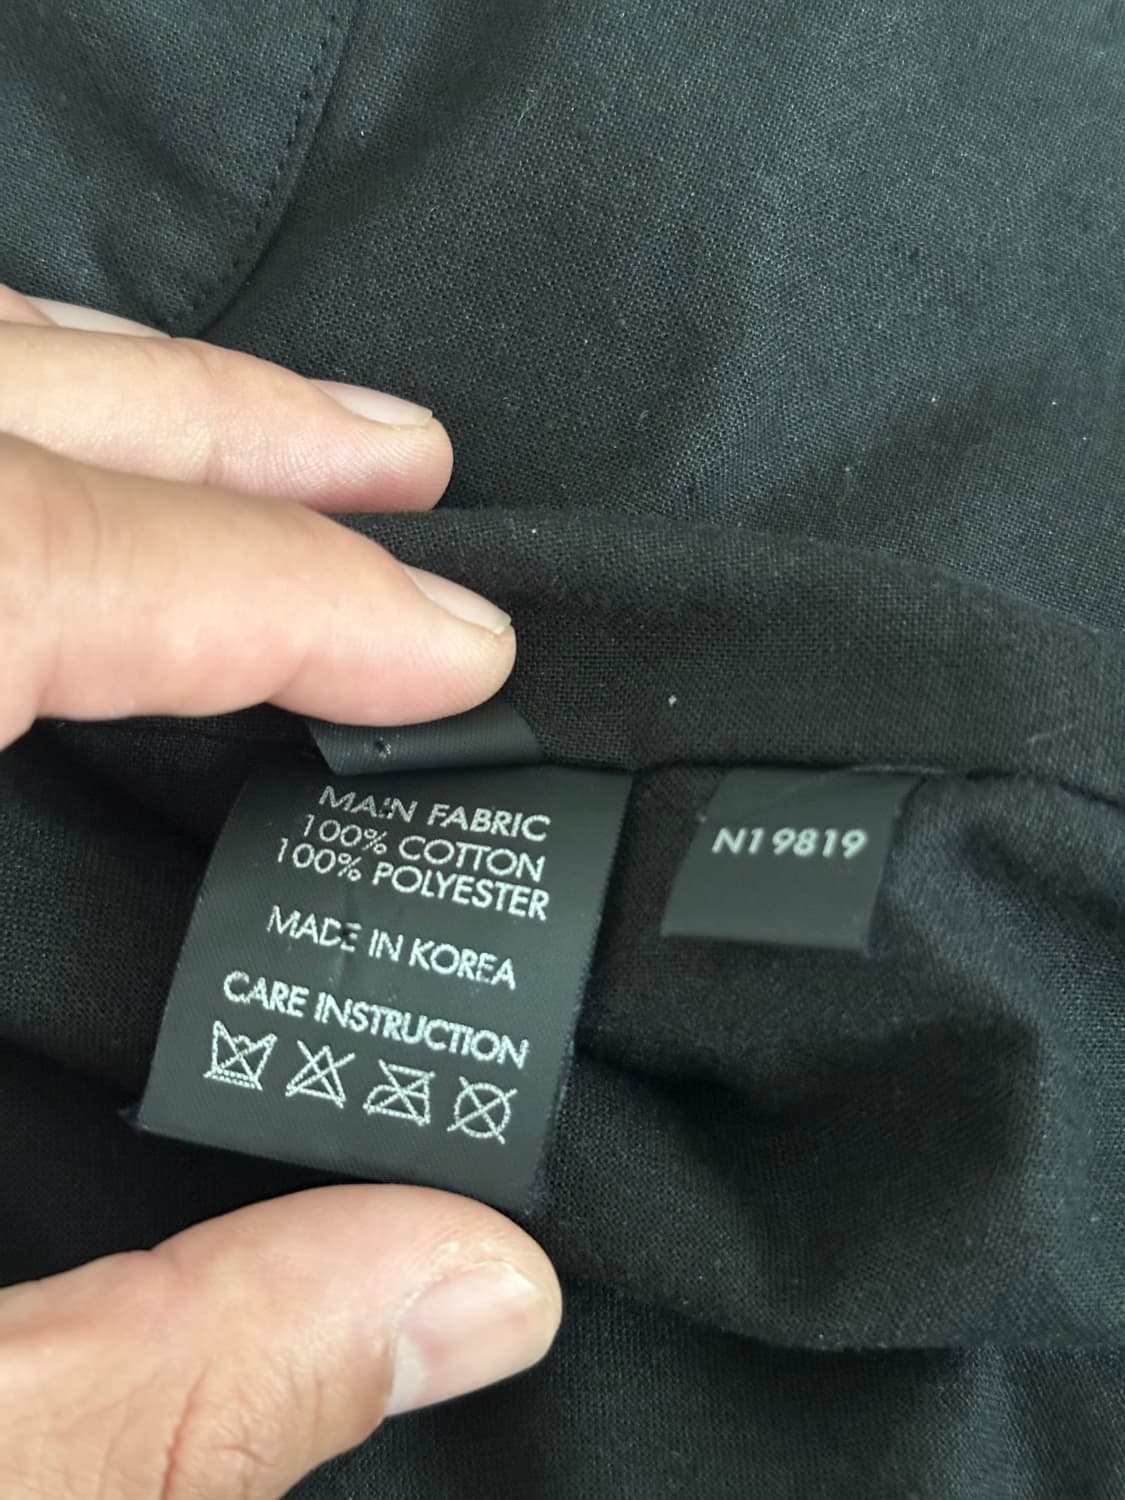 MAIN FABRIC
100% COTTON
100% POLYESTER
MADE IN KOREA
CARE INSTRUCTION
N19819